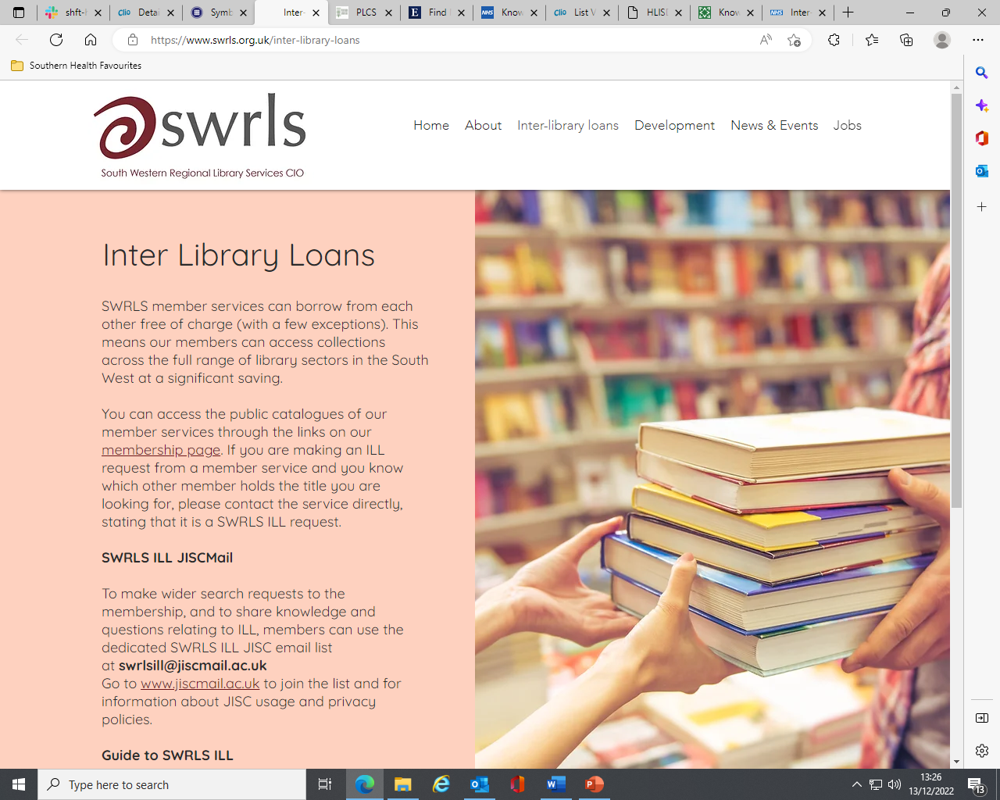 shft-
Detai
Symb
Inter-
PLCS
Find
Know
List V
HLISD
Know
Inter-
https://www.swrls.org.uk/inter-library-loans
Southern Health Favourites
swrls
South Western Regional Library Services CIO
Home About Inter-library loans Development News & Events Jobs
Inter Library Loans
SWRLS member services can borrow from each
other free of charge (with a few exceptions). This
means our members can access collections
across the full range of library sectors in the South
West at a significant saving.
You can access the public catalogues of our
member services through the links on our
membership page. If you are making an ILL
request from a member service and you know
which other member holds the title you are
looking for, please contact the service directly,
stating that it is a SWRLS ILL request.
SWRLS ILL JISCMail
To make wider search requests to the
membership, and to share knowledge and
questions relating to ILL, members can use the
dedicated SWRLS ILL JISC email list
at swrlsill@jiscmail.ac.uk
Go to www.jiscmail.ac.uk to join the list and for
information about JISC usage and privacy
policies.
Guide to SWRLS ILL
Type here to search
13:26
13/12/2022
13